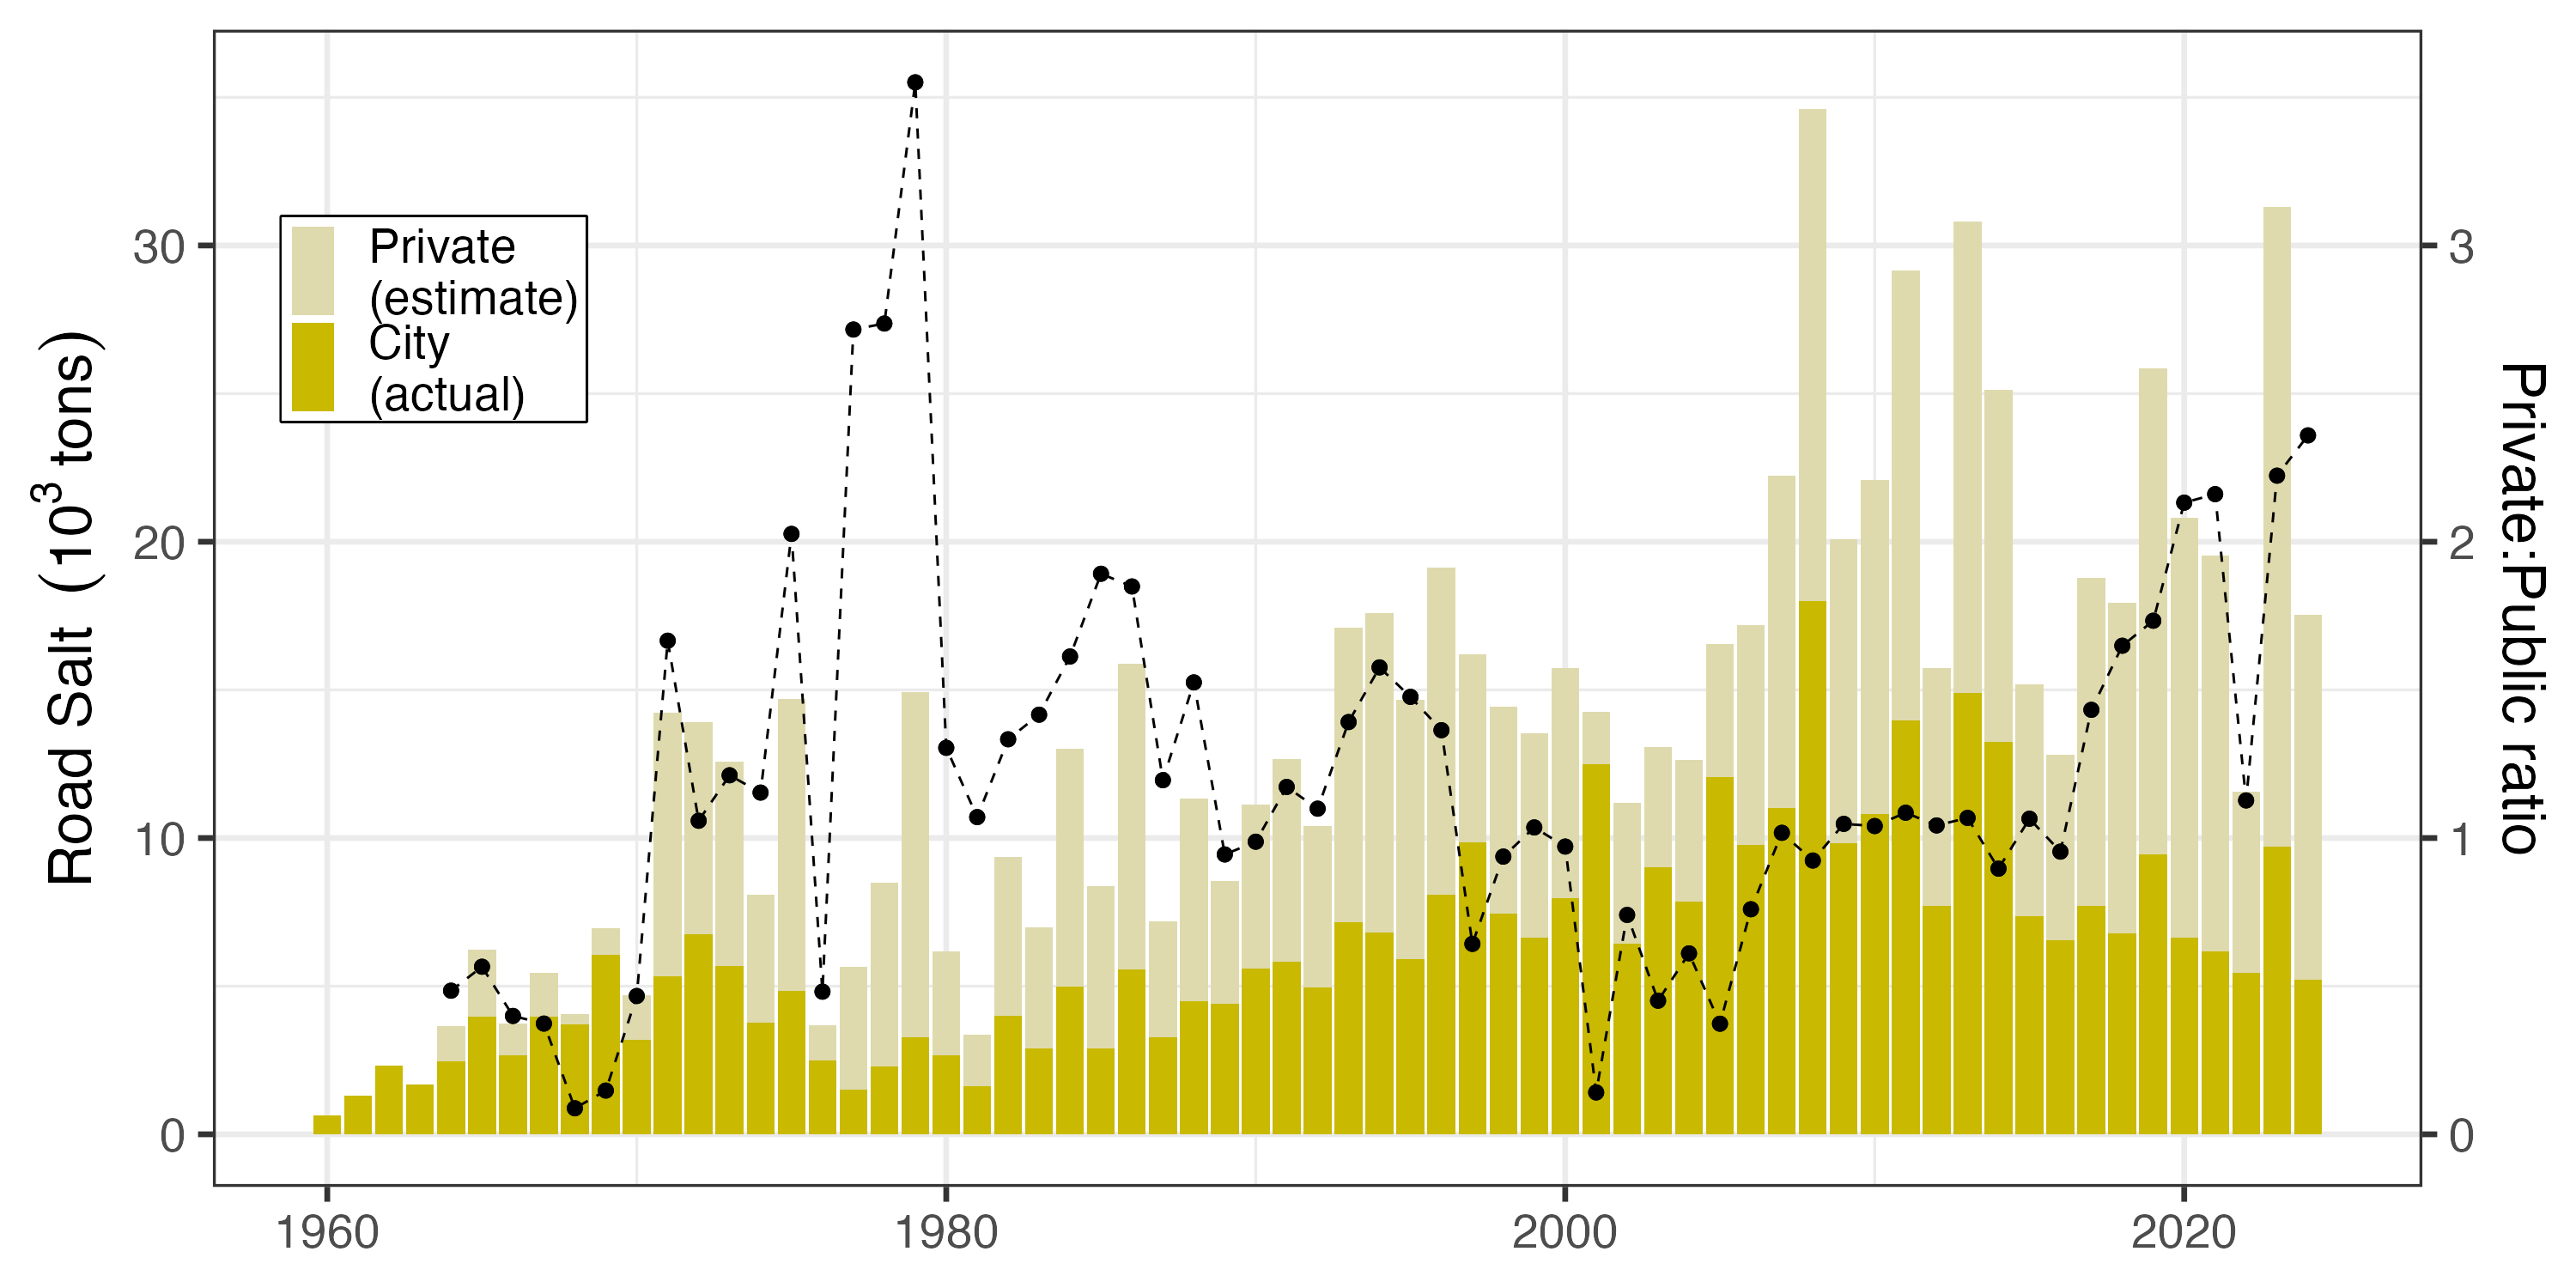 Road Salt (10³ tons)
30
20
10
0
Private
(estimate)
City
(actual)
3
2
1
0
Private:Public ratio
1960
1980
2000
2020